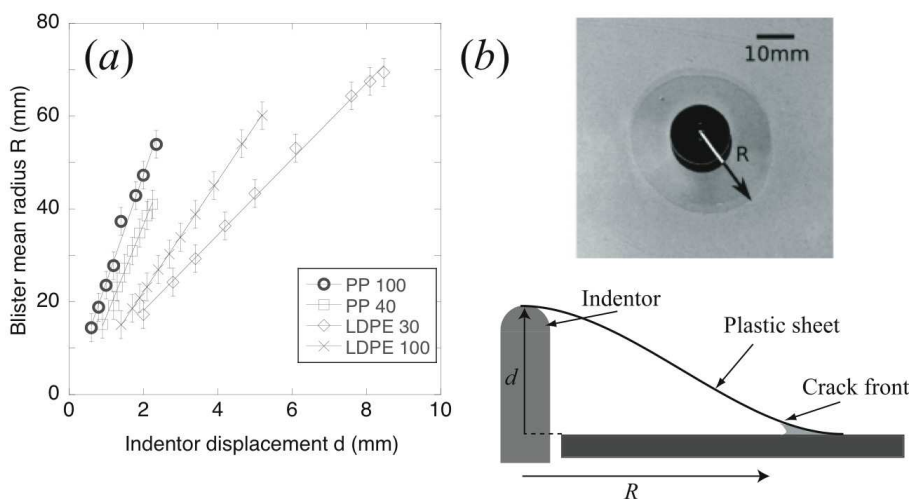 (a)
Blister mean radius R (mm)
80
60
40
20
0
PP 100
PP 40
LDPE 30
LDPE 100
0 2 4 6 8 10
Indentor displacement d (mm)
(b)
10mm
R
Indentor
Plastic sheet
Crack front
d
R